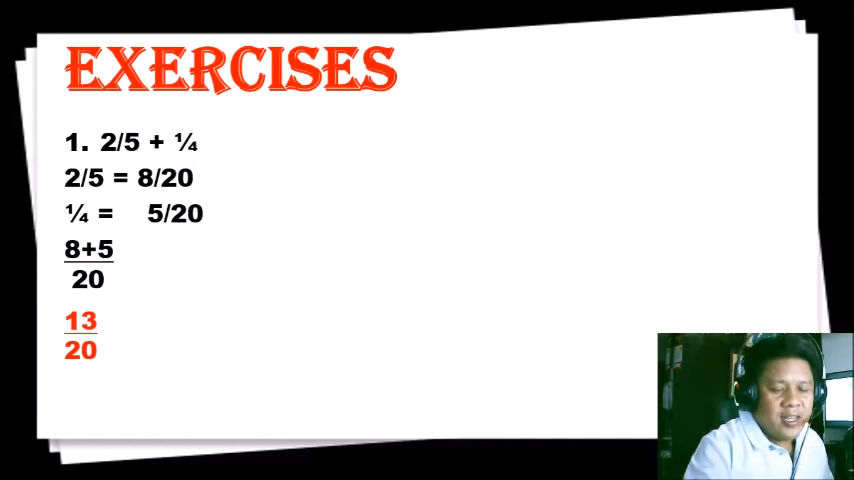 EXERCISES
1. 2/5 + ¼
2/5 = 8/20
¼ = 5/20
8+5
20
13
20